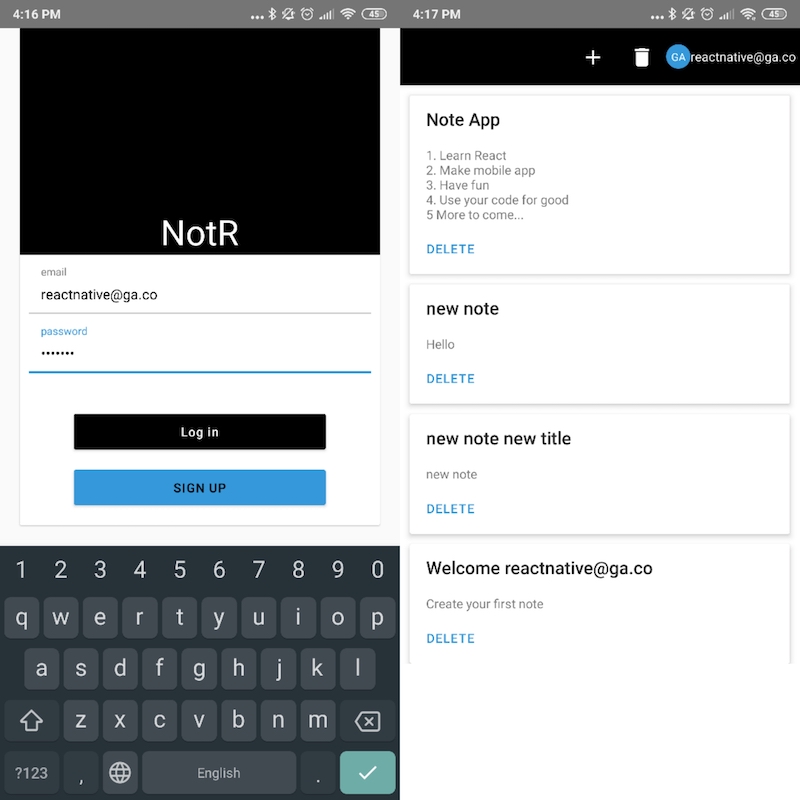 4:16 PM
45
NotR
email
reactnative@ga.co
password
•••••••
Log in
SIGN UP
1 2 3 4 5 6 7 8 9 0
q w e r t y u i o p
a s d f g h j k l
z x c v b n m
?123 , English .
4:17 PM
45
GA reactnative@ga.co
Note App
1. Learn React
2. Make mobile app
3. Have fun
4. Use your code for good
5 More to come...
DELETE
new note
Hello
DELETE
new note new title
new note
DELETE
Welcome reactnative@ga.co
Create your first note
DELETE